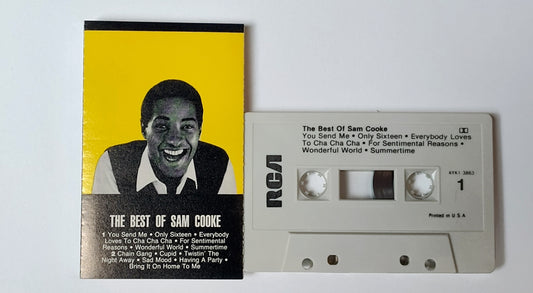 THE BEST OF SAM COOKE
1 You Send Me • Only Sixteen • Everybody
Loves To Cha Cha Cha • For Sentimental
Reasons • Wonderful World • Summertime
2 Chain Gang • Cupid • Twistin' The
Night Away • Sad Mood • Having A Party •
Bring It On Home To Me
The Best Of Sam Cooke
You Send Me • Only Sixteen • Everybody Loves
To Cha Cha Cha • For Sentimental Reasons •
Wonderful World • Summertime
RCA
1
Printed in U S A